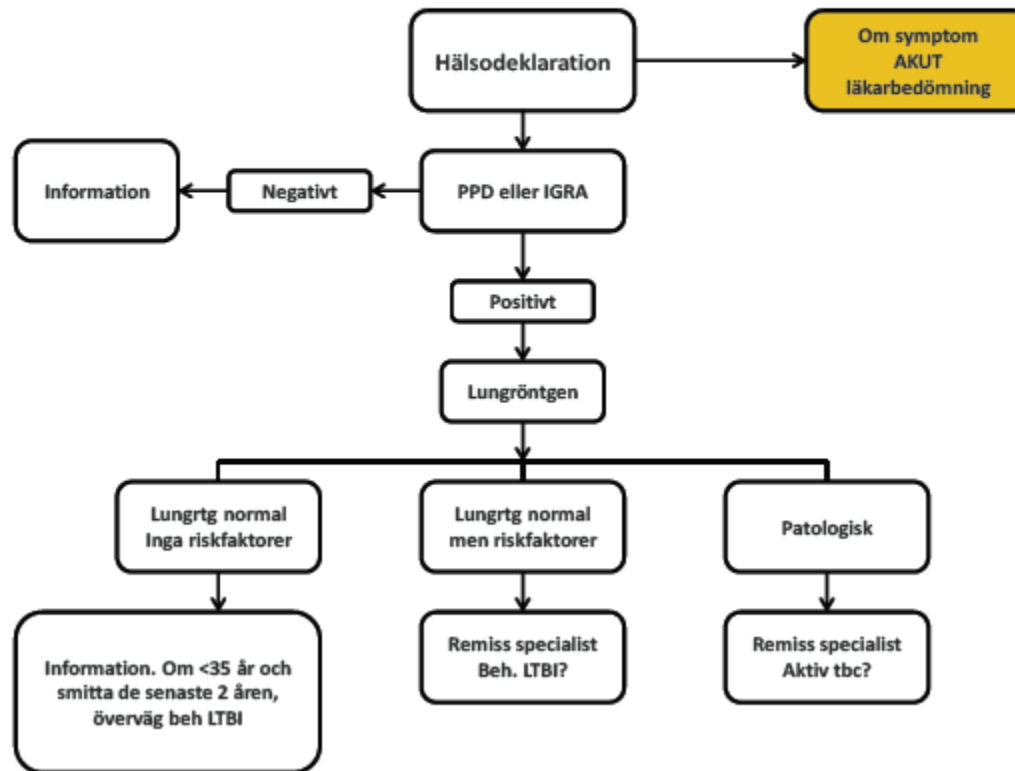 Hälsodeklaration
Om symptom
AKUT
läkarbedömning
Information
Negativt
PPD eller IGRA
Positivt
Lungröntgen
Lungrtg normal
Inga riskfaktorer
Lungrtg normal
men riskfaktorer
Patologisk
Information. Om <35 år och
smitta de senaste 2 åren,
överväg beh LTBI
Remiss specialist
Beh. LTBI?
Remiss specialist
Aktiv tbc?